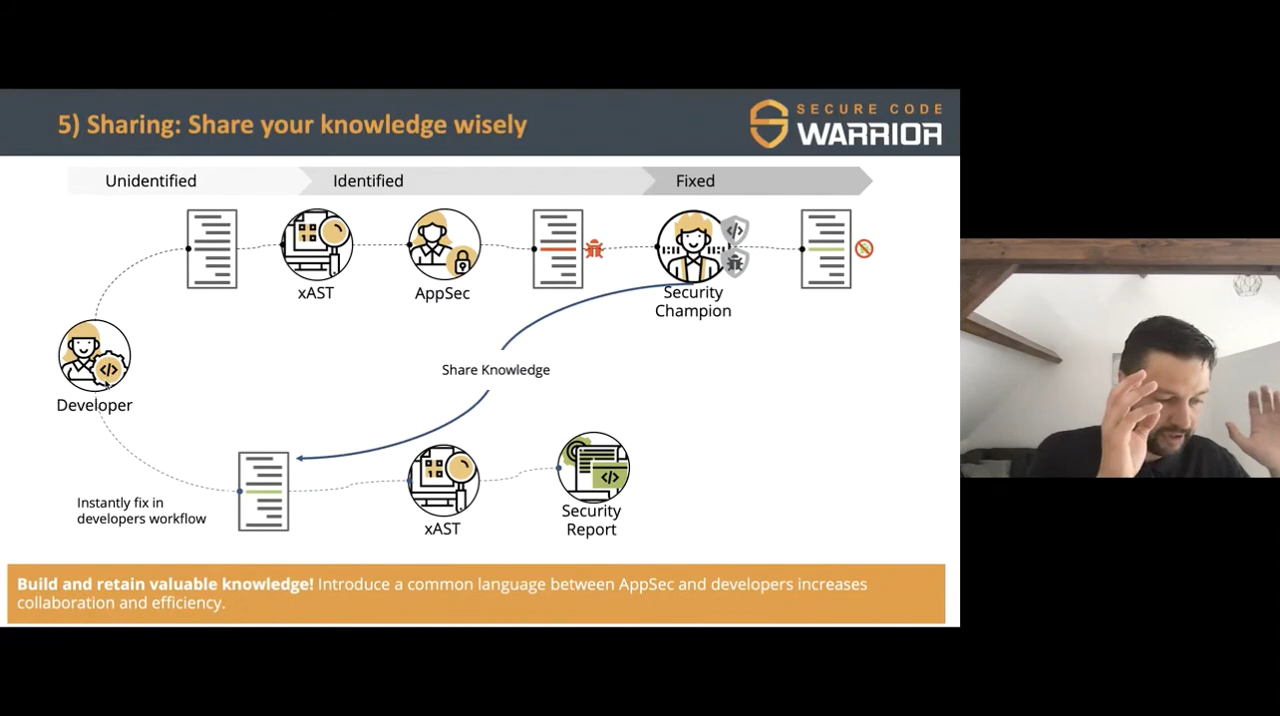 5) Sharing: Share your knowledge wisely
SECURE CODE
WARRIOR
Unidentified
Identified
Fixed
xAST
AppSec
Security
Champion
Developer
Share Knowledge
Instantly fix in
developers workflow
xAST
Security
Report
Build and retain valuable knowledge! Introduce a common language between AppSec and developers increases
collaboration and efficiency.